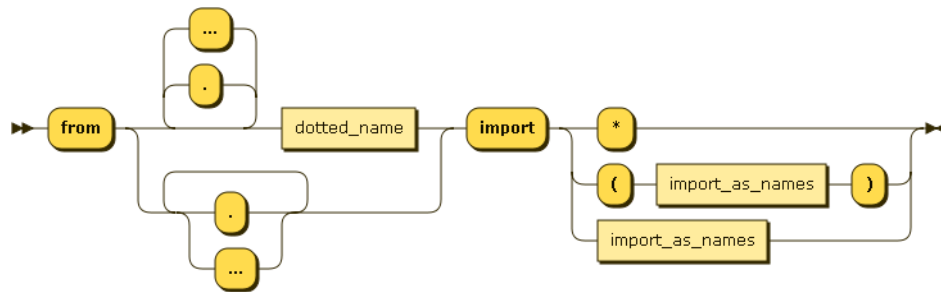 ...
.
from dotted_name import *
( import_as_names )
.
import_as_names
...